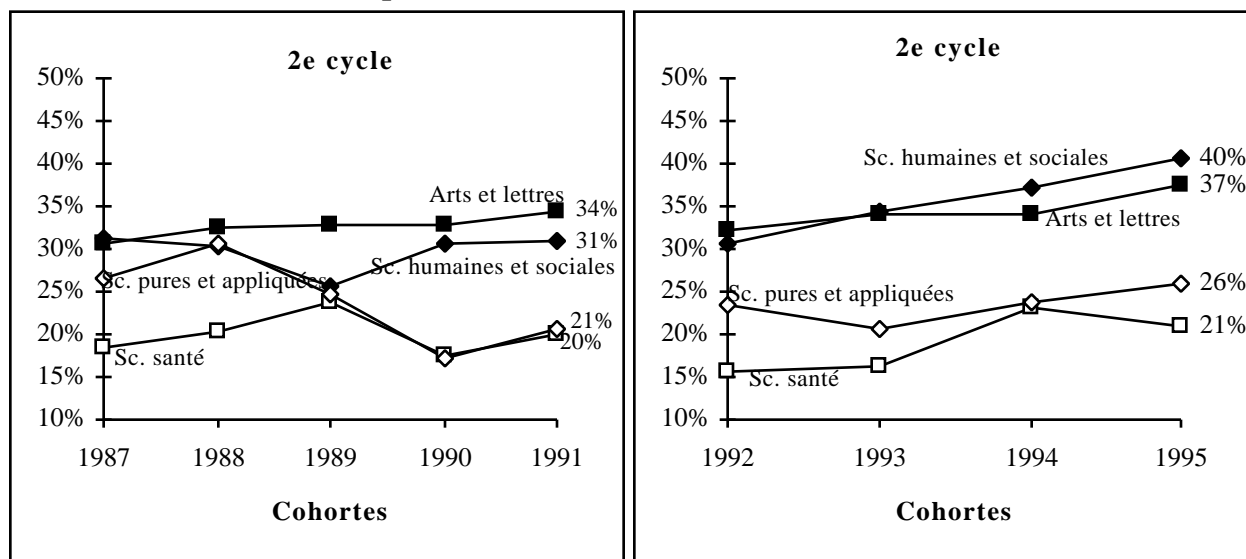 2e cycle
50%
45%
40%
35%
30%
25%
20%
15%
10%
Arts et lettres
34%
31%
Sc. humaines et sociales
Sc. pures et appliquées
21%
20%
Sc. santé
1987 1988 1989 1990 1991
Cohortes
2e cycle
50%
45%
40%
35%
30%
25%
20%
15%
10%
Sc. humaines et sociales
40%
37%
Arts et lettres
Sc. pures et appliquées
26%
21%
Sc. santé
1992 1993 1994 1995
Cohortes